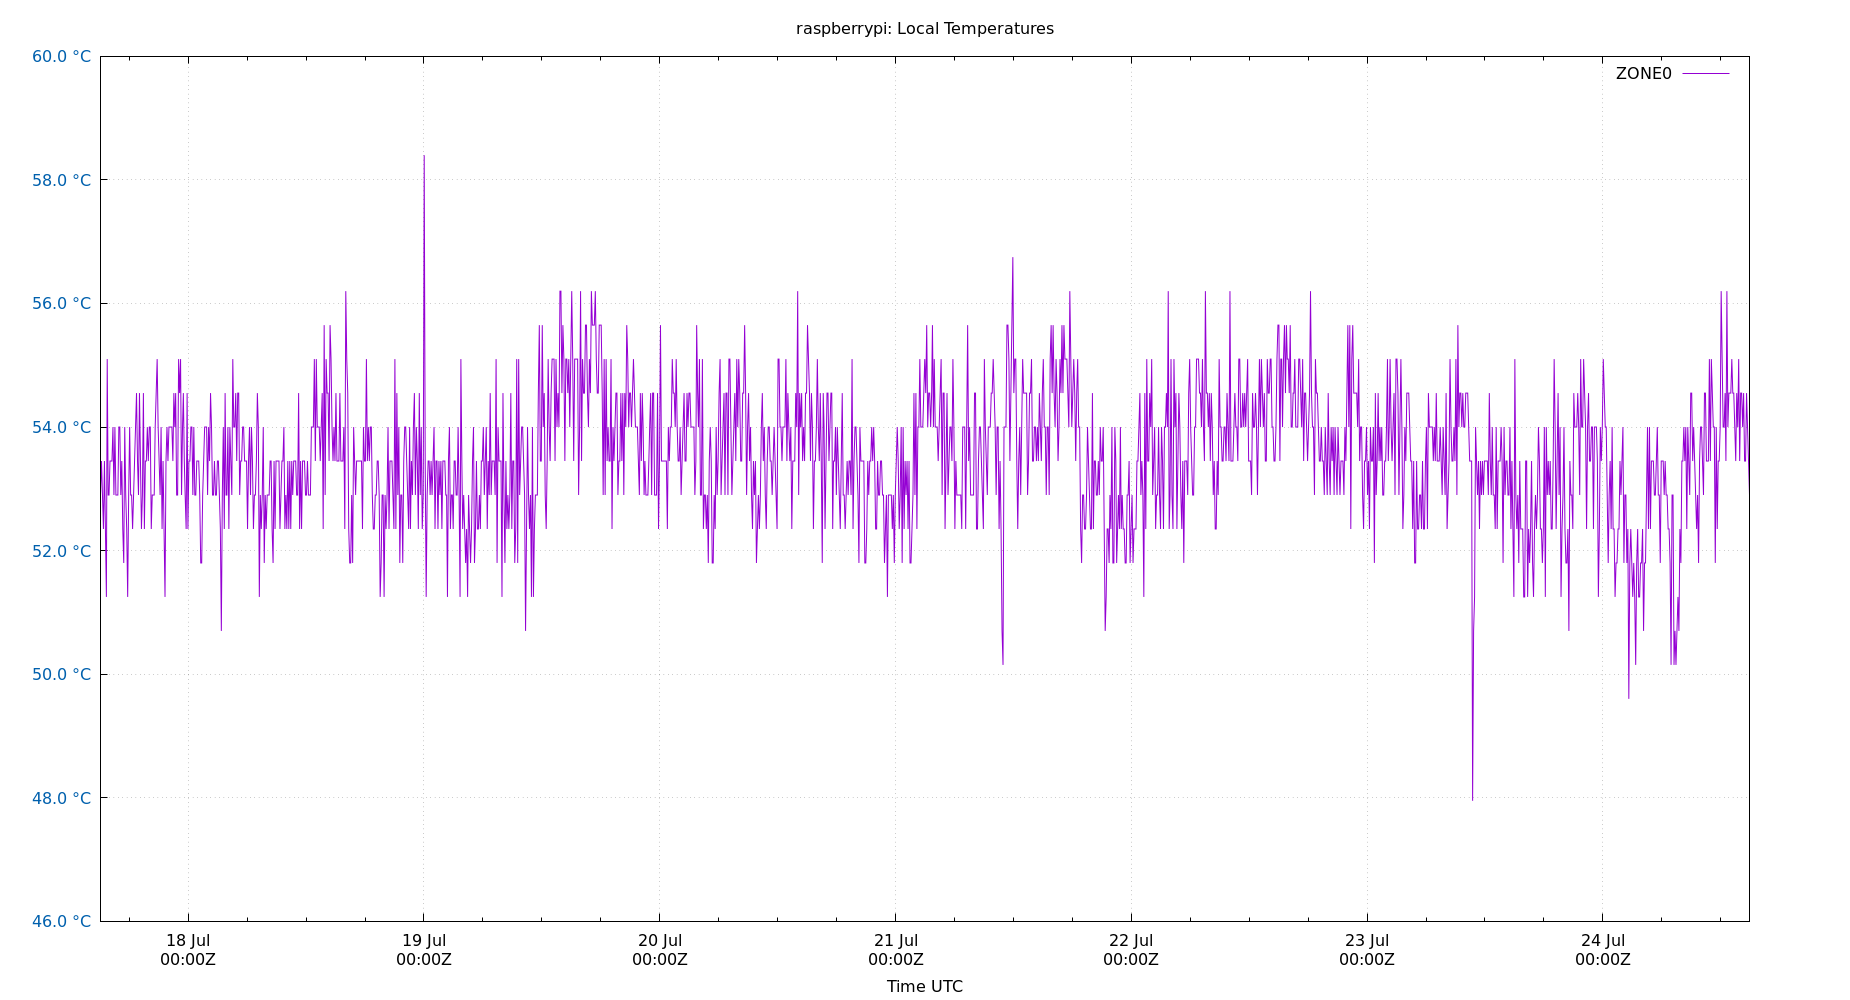 raspberrypi: Local Temperatures
60.0 °C
ZONE0
58.0 °C
56.0 °C
54.0 °C
52.0 °C
50.0 °C
48.0 °C
46.0 °C
18 Jul 19 Jul 20 Jul 21 Jul 22 Jul 23 Jul 24 Jul
00:00Z 00:00Z 00:00Z 00:00Z 00:00Z 00:00Z 00:00Z
Time UTC